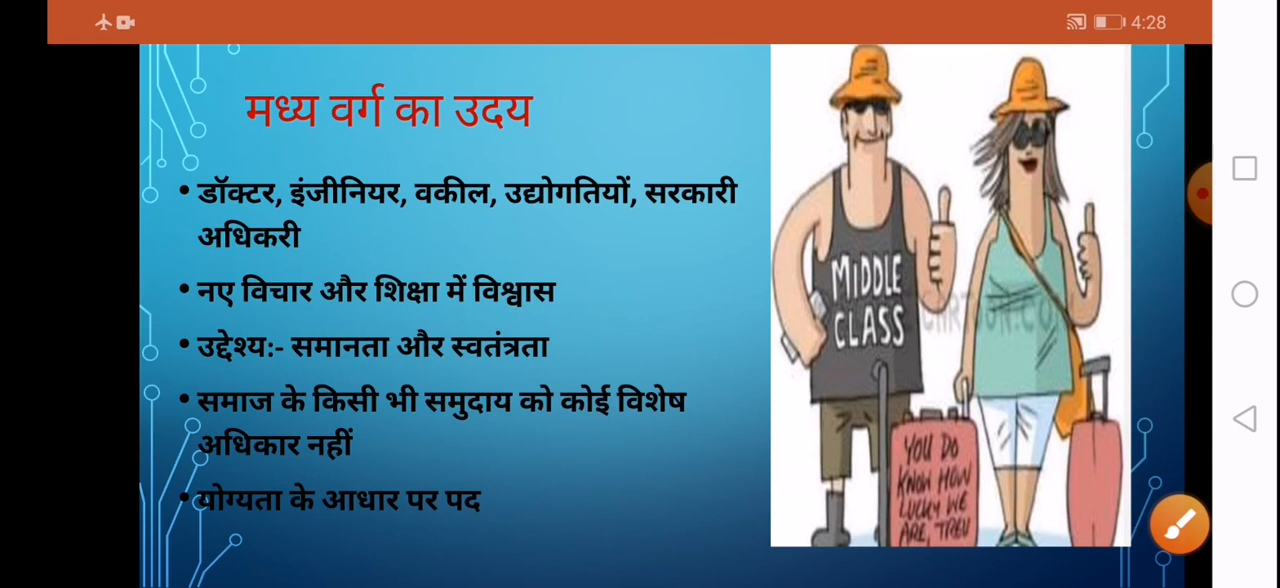 4:28
मध्य वर्ग का उदय
• डॉक्टर, इंजीनियर, वकील, उद्योगतियों, सरकारी
अधिकरी
• नए विचार और शिक्षा में विश्वास
• उद्देश्य:- समानता और स्वतंत्रता
• समाज के किसी भी समुदाय को कोई विशेष
अधिकार नहीं
• योग्यता के आधार पर पद
MIDDLE
CLASS
YOU DO
KNOW HOW
LUCKY WE
ARE, TREV